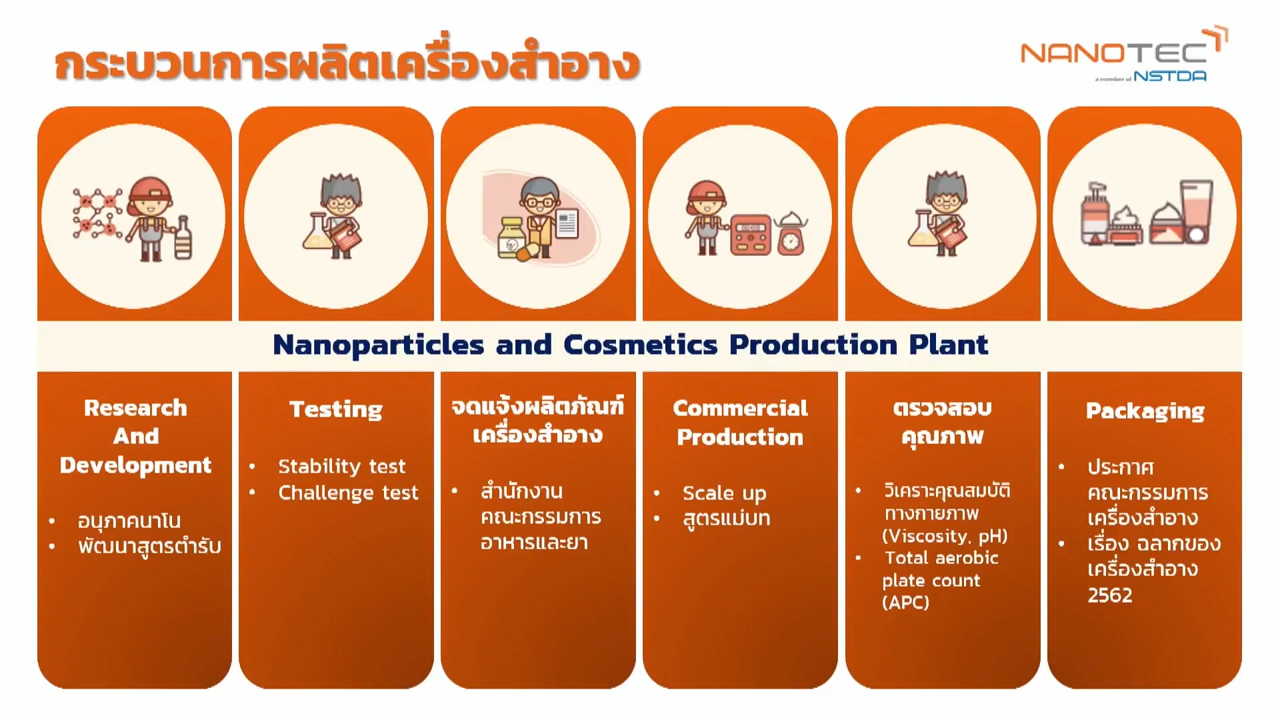 กระบวนการผลิตเครื่องสำอาง
NANOTEC
a member of NSTDA
Nanoparticles and Cosmetics Production Plant
Research
And
Development
• อนุภาคนาโน
• พัฒนาสูตรตำรับ
Testing
• Stability test
• Challenge test
จดแจ้งผลิตภัณฑ์
เครื่องสำอาง
• สำนักงาน
คณะกรรมการ
อาหารและยา
Commercial
Production
• Scale up
• สูตรแม่บท
ตรวจสอบ
คุณภาพ
• วิเคราะคุณสมบัติ
ทางกายภาพ
(Viscosity, pH)
• Total aerobic
plate count
(APC)
Packaging
• ประกาศ
คณะกรรมการ
เครื่องสำอาง
• เรื่อง ฉลากของ
เครื่องสำอาง
2562